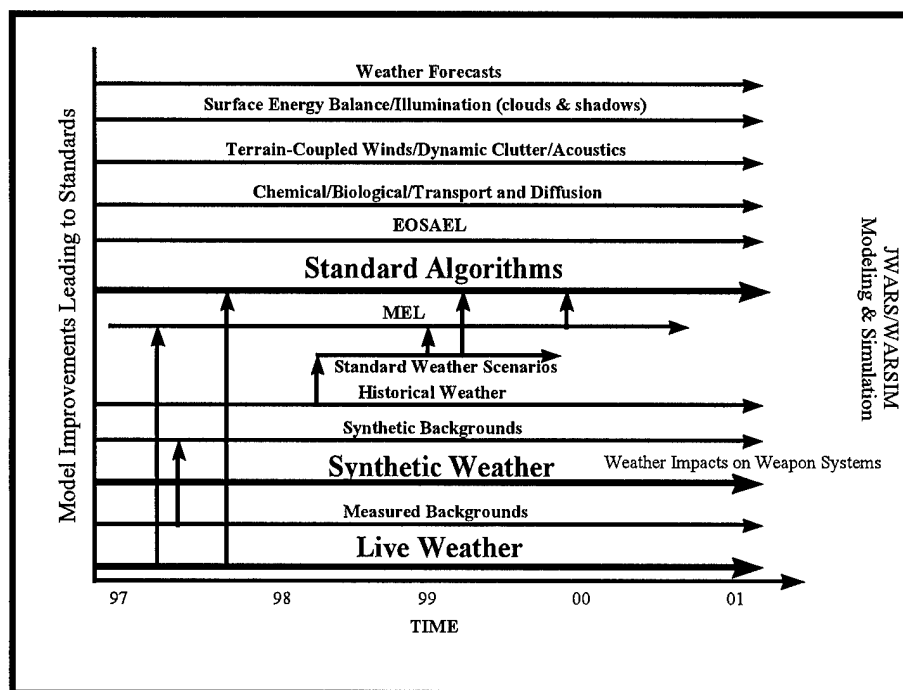 Model Improvements Leading to Standards
Weather Forecasts
Surface Energy Balance/Illumination (clouds & shadows)
Terrain-Coupled Winds/Dynamic Clutter/Acoustics
Chemical/Biological/Transport and Diffusion
EOSAEL
Standard Algorithms
MEL
Standard Weather Scenarios
Historical Weather
Synthetic Backgrounds
Synthetic Weather
Weather Impacts on Weapon Systems
Measured Backgrounds
Live Weather
97 98 99 00 01
TIME
JWARS/WARSIM
Modeling & Simulation